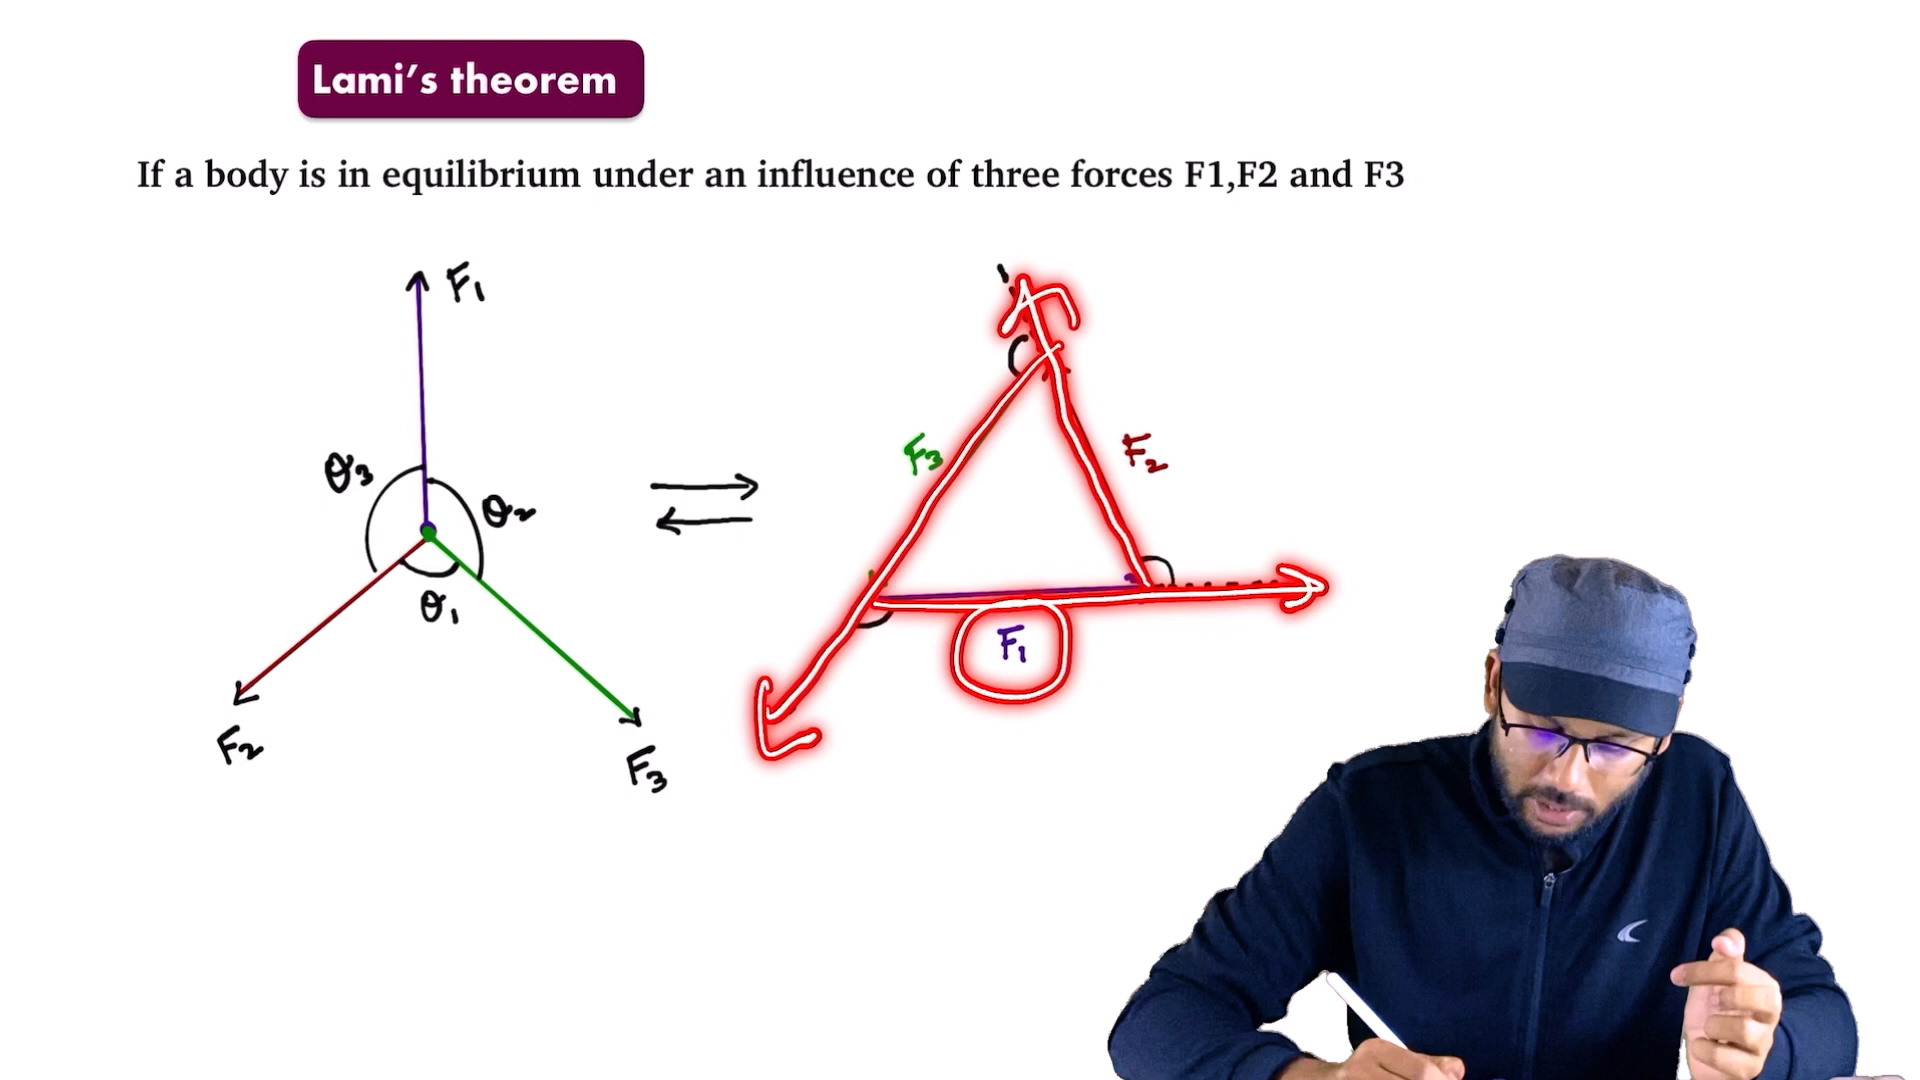 Lami's theorem
If a body is in equilibrium under an influence of three forces F1,F2 and F3
F₁
θ₃
θ₂
θ₁
F₂
F₃
F₃
F₂
F₁